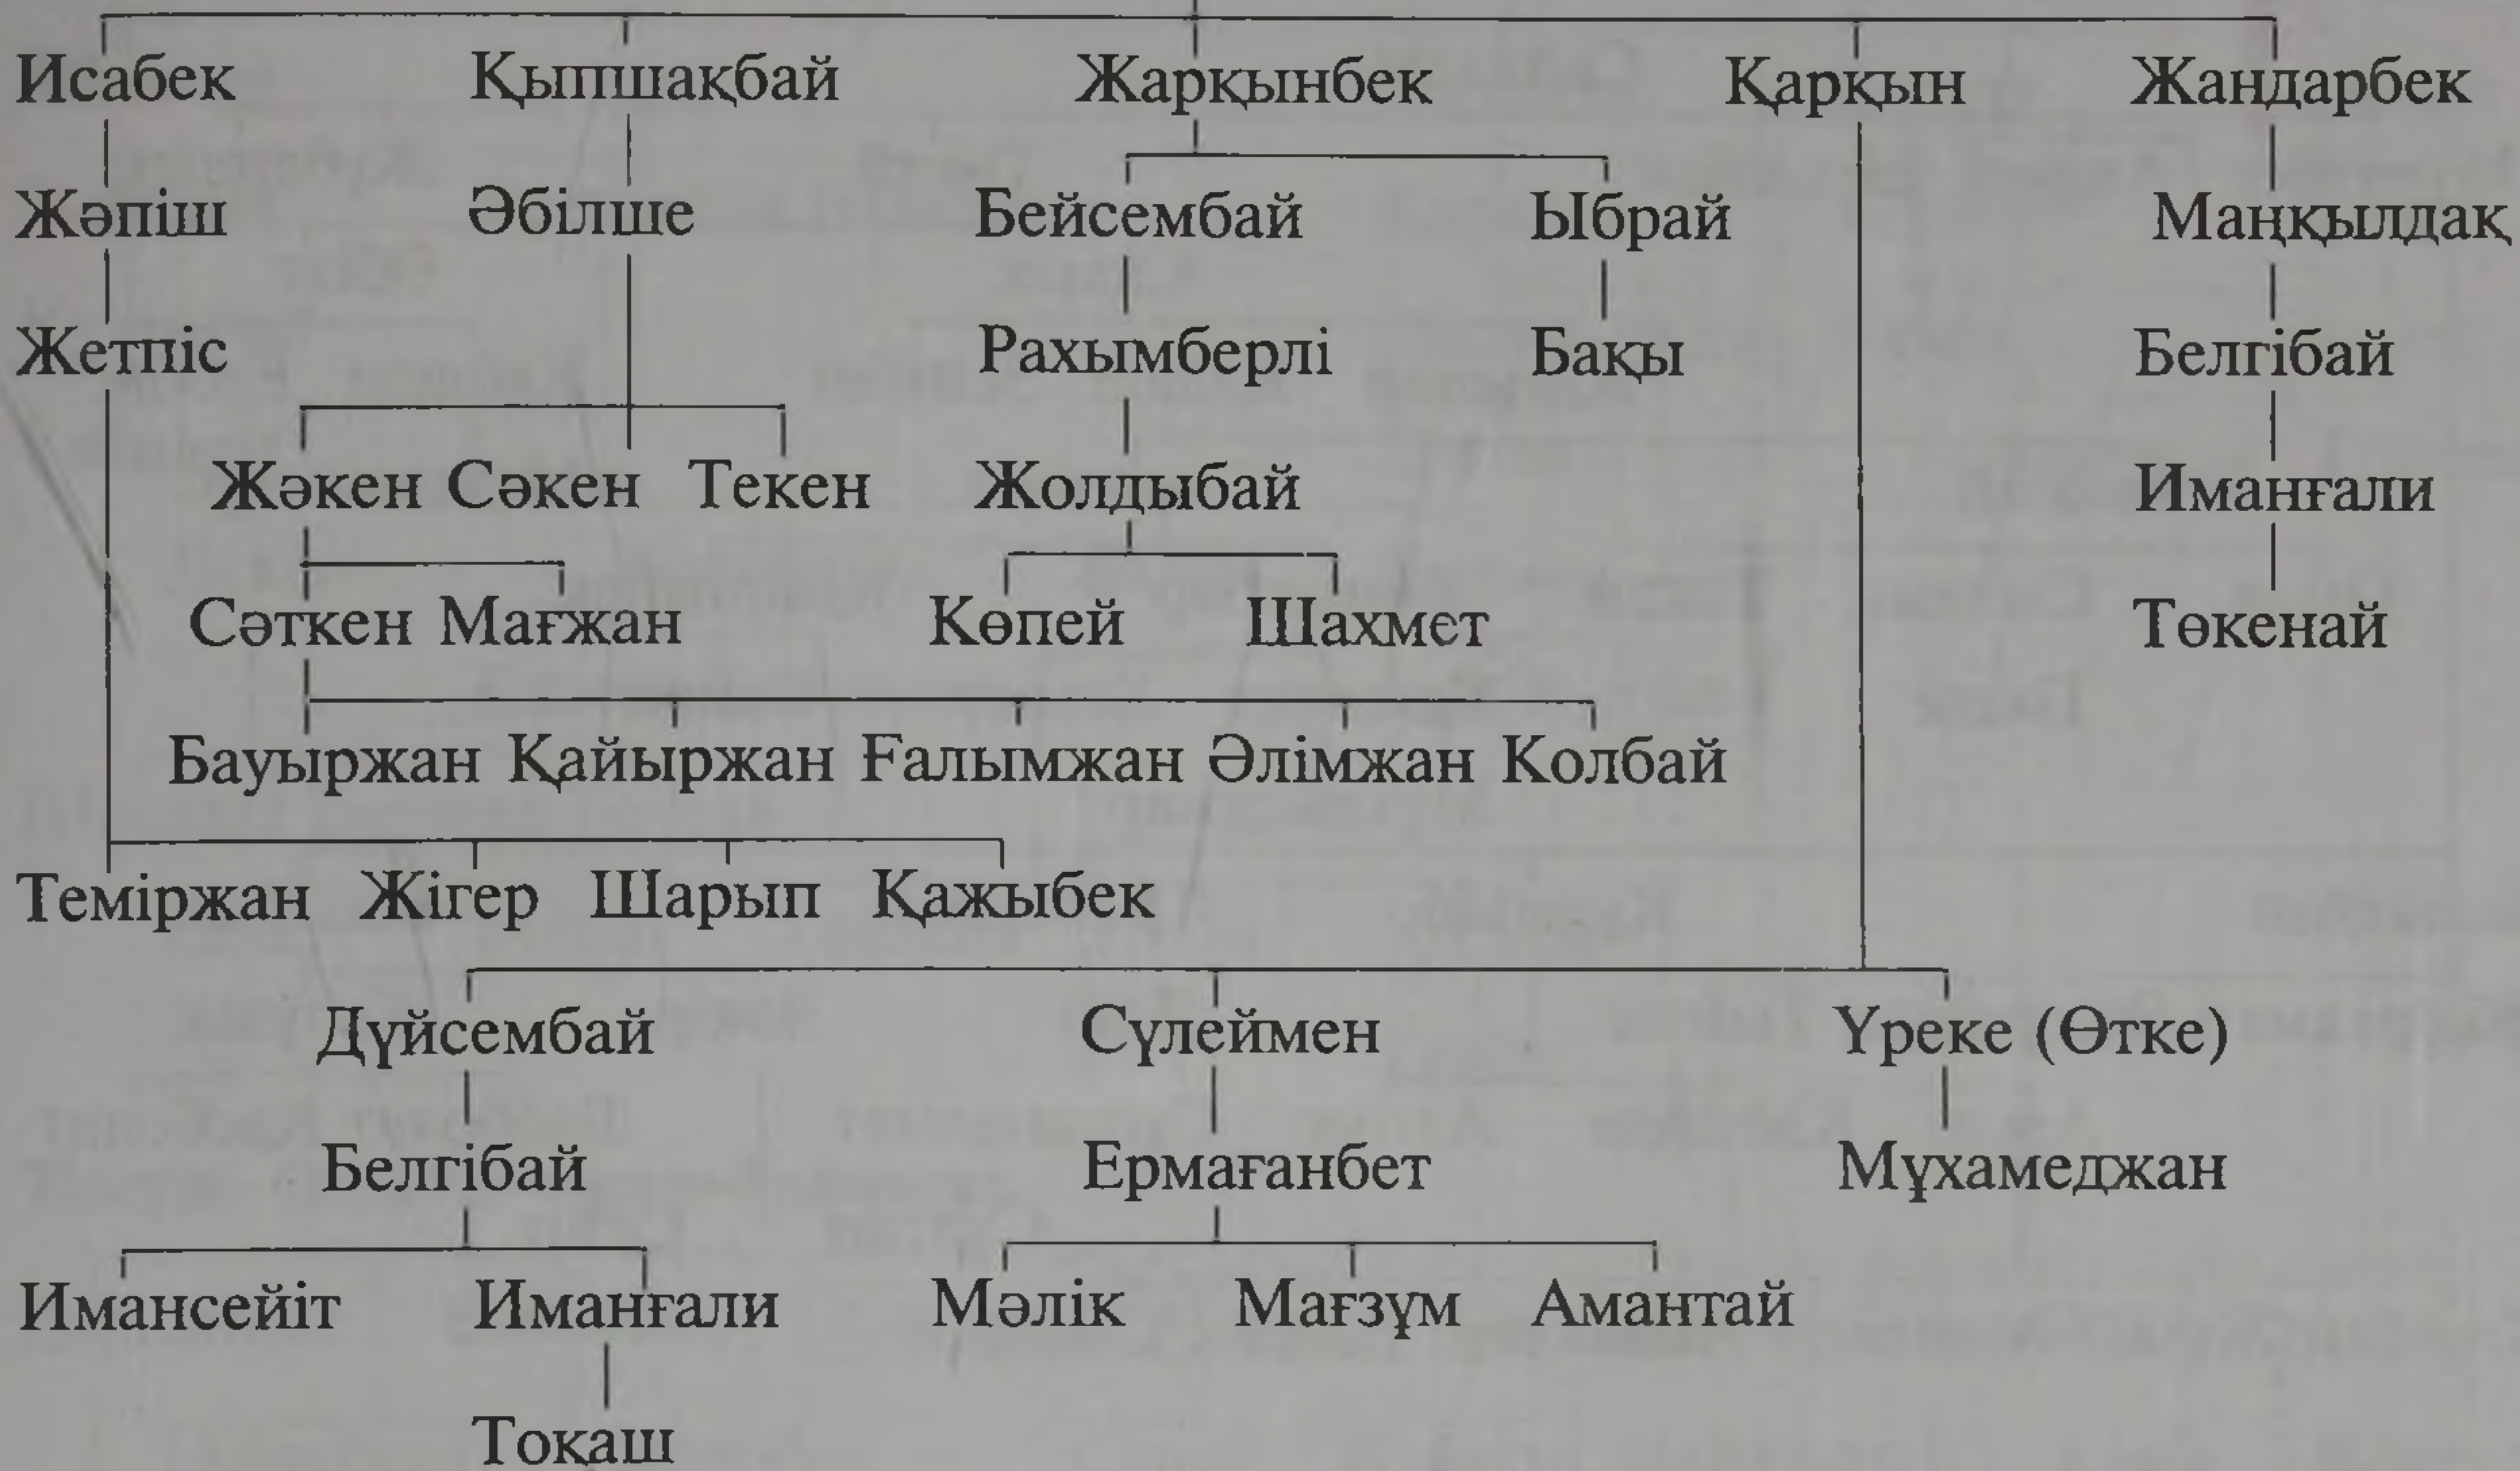 Исабек Қыпшақбай Жарқынбек Қарқын Жандарбек
Жәпіш Әбілше Бейсембай Ыбрай Маңқылдақ
Жетпіс Рахымберлі Бақы Белгібай
Жәкен Сәкен Текен Жолдыбай Иманғали
Сәткен Мағжан Көпей Шахмет Төкенай
Бауыржан Қайыржан Ғалымжан Әлімжан Колбай
Теміржан Жігер Шарып Қажыбек
Дүйсембай Сүлеймен Үреке (Өтке)
Белгібай Ермағанбет Мұхамеджан
Имансейіт Иманғали Мәлік Мағзұм Амантай
Тоқаш